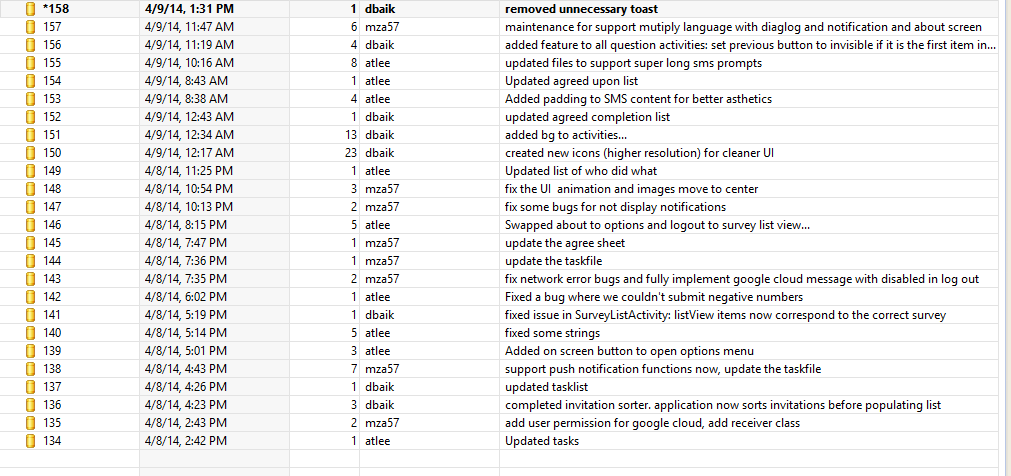 *158 4/9/14, 1:31 PM 1 dbaik removed unnecessary toast
157 4/9/14, 11:47 AM 6 mza57 maintenance for support mutiply language with diaglog and notification and about screen
156 4/9/14, 11:19 AM 4 dbaik added feature to all question activities: set previous button to invisible if it is the first item in...
155 4/9/14, 10:16 AM 8 atlee updated files to support super long sms prompts
154 4/9/14, 8:43 AM 1 atlee Updated agreed upon list
153 4/9/14, 8:38 AM 4 atlee Added padding to SMS content for better asthetics
152 4/9/14, 12:43 AM 1 dbaik updated agreed completion list
151 4/9/14, 12:34 AM 13 dbaik added bg to activities...
150 4/9/14, 12:17 AM 23 dbaik created new icons (higher resolution) for cleaner UI
149 4/8/14, 11:25 PM 1 atlee Updated list of who did what
148 4/8/14, 10:54 PM 3 mza57 fix the UI  animation and images move to center
147 4/8/14, 10:13 PM 2 mza57 fix some bugs for not display notifications
146 4/8/14, 8:15 PM 5 atlee Swapped about to options and logout to survey list view...
145 4/8/14, 7:47 PM 1 mza57 update the agree sheet
144 4/8/14, 7:36 PM 1 mza57 update the taskfile
143 4/8/14, 7:35 PM 2 mza57 fix network error bugs and fully implement google cloud message with disabled in log out
142 4/8/14, 6:02 PM 1 atlee Fixed a bug where we couldn't submit negative numbers
141 4/8/14, 5:19 PM 1 dbaik fixed issue in SurveyListActivity: listView items now correspond to the correct survey
140 4/8/14, 5:14 PM 5 atlee fixed some strings
139 4/8/14, 5:01 PM 3 atlee Added on screen button to open options menu
138 4/8/14, 4:43 PM 7 mza57 support push notification functions now, update the taskfile
137 4/8/14, 4:26 PM 1 dbaik updated tasklist
136 4/8/14, 4:23 PM 3 dbaik completed invitation sorter. application now sorts invitations before populating list
135 4/8/14, 2:43 PM 2 mza57 add user permission for google cloud, add receiver class
134 4/8/14, 2:42 PM 1 atlee Updated tasks